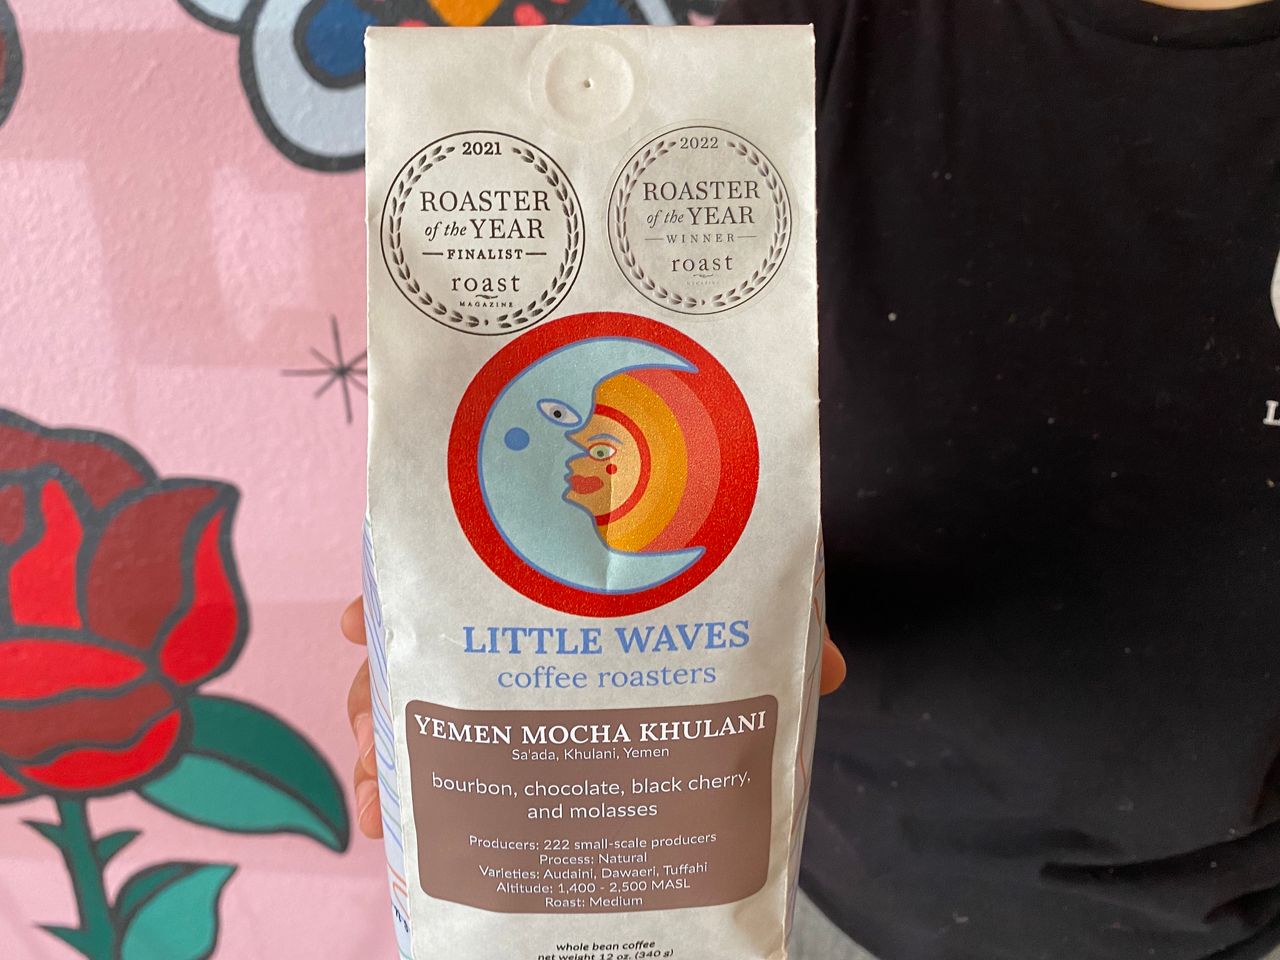 2021
ROASTER
of the YEAR
FINALIST
roast
MAGAZINE
2022
ROASTER
of the YEAR
WINNER
roast
MAGAZINE
LITTLE WAVES
coffee roasters
YEMEN MOCHA KHULANI
Sa'ada, Khulani, Yemen
bourbon, chocolate, black cherry,
and molasses
Producers: 222 small-scale producers
Process: Natural
Varieties: Audaini, Dawaeri, Tuffahi
Altitude: 1,400 - 2,500 MASL
Roast: Medium
whole bean coffee
net weight 12 oz. (340 g)